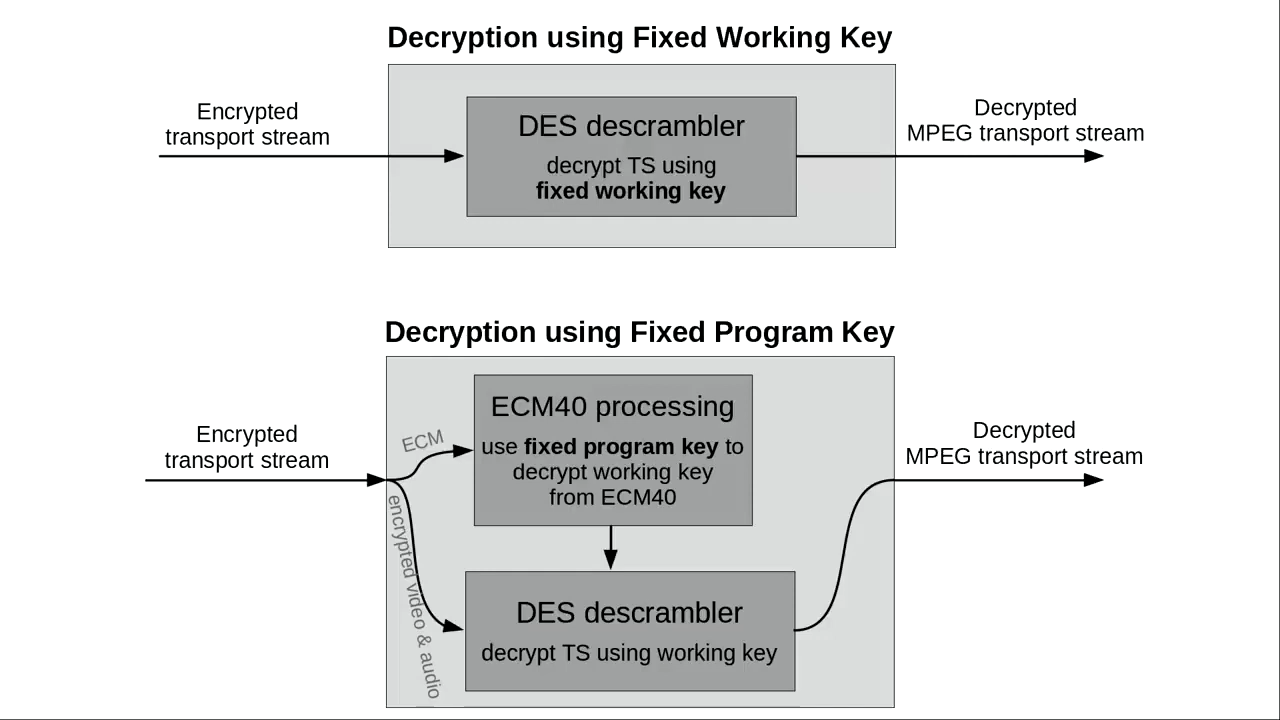 Decryption using Fixed Working Key
Encrypted
transport stream
DES descrambler
decrypt TS using
fixed working key
Decrypted
MPEG transport stream
Decryption using Fixed Program Key
Encrypted
transport stream
ECM
encrypted video & audio
ECM40 processing
use fixed program key to
decrypt working key
from ECM40
DES descrambler
decrypt TS using working key
Decrypted
MPEG transport stream